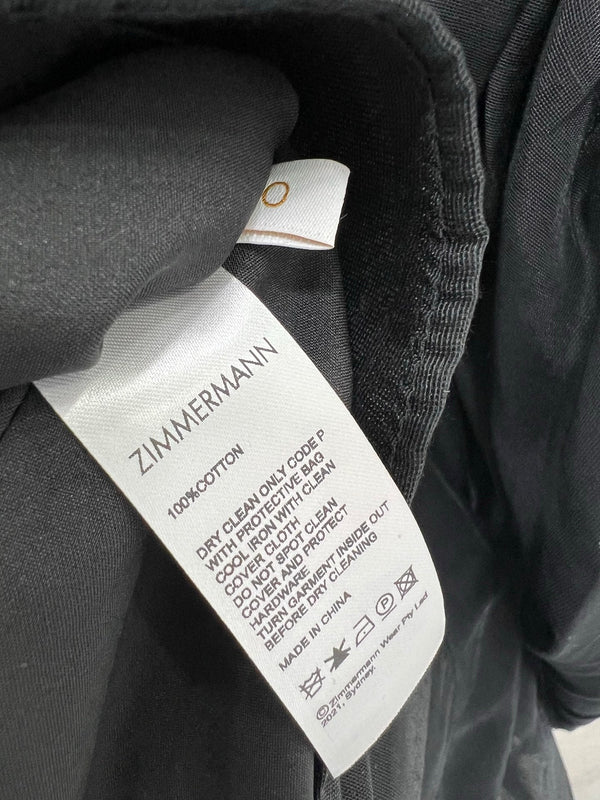 0
ZIMMERMANN
100%COTTON
DRY CLEAN ONLY CODE P
WITH PROTECTIVE BAG
COOL IRON WITH CLEAN
COVER CLOTH
DO NOT SPOT CLEAN
COVER AND PROTECT
HARDWARE
TURN GARMENT INSIDE OUT
BEFORE DRY CLEANING
MADE IN CHINA
P
©Zimmermann Wear Pty Led
2021, Sydney.